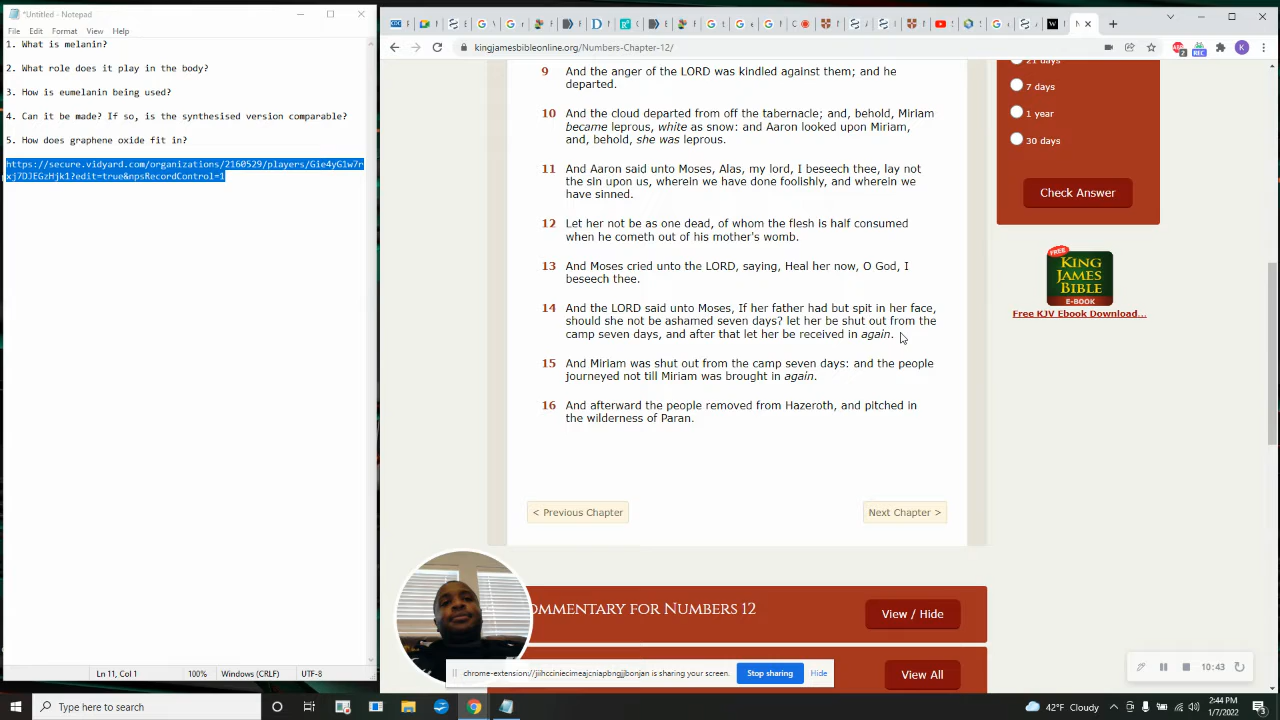 *Untitled - Notepad
File Edit Format View Help
1. What is melanin?
2. What role does it play in the body?
3. How is eumelanin being used?
4. Can it be made? If so, is the synthesised version comparable?
5. How does graphene oxide fit in?
https://secure.vidyard.com/organizations/2160529/players/Gie4yG1w7r
xj7DJEGzHjk1?edit=true&npsRecordControl=1
Ln 11, Col 1 100% Windows (CRLF) UTF-8
kingjamesbibleonline.org/Numbers-Chapter-12/
9 And the anger of the LORD was kindled against them; and he
departed.
10 And the cloud departed from off the tabernacle; and, behold, Miriam
became leprous, white as snow: and Aaron looked upon Miriam,
and, behold, she was leprous.
11 And Aaron said unto Moses, Alas, my lord, I beseech thee, lay not
the sin upon us, wherein we have done foolishly, and wherein we
have sinned.
12 Let her not be as one dead, of whom the flesh is half consumed
when he cometh out of his mother's womb.
13 And Moses cried unto the LORD, saying, Heal her now, O God, I
beseech thee.
14 And the LORD said unto Moses, If her father had but spit in her face,
should she not be ashamed seven days? let her be shut out from the
camp seven days, and after that let her be received in again.
15 And Miriam was shut out from the camp seven days: and the people
journeyed not till Miriam was brought in again.
16 And afterward the people removed from Hazeroth, and pitched in
the wilderness of Paran.
< Previous Chapter Next Chapter >
21 days
7 days
1 year
30 days
Check Answer
FREE
KING
JAMES
BIBLE
E-BOOK
Free KJV Ebook Download...
ommentary for Numbers 12
View / Hide
View All
chrome-extension://jiihcciniecimeajcniapbngjjbonjan is sharing your screen.
Stop sharing
Hide
10:43
Type here to search
42°F Cloudy
2:44 PM
1/7/2022